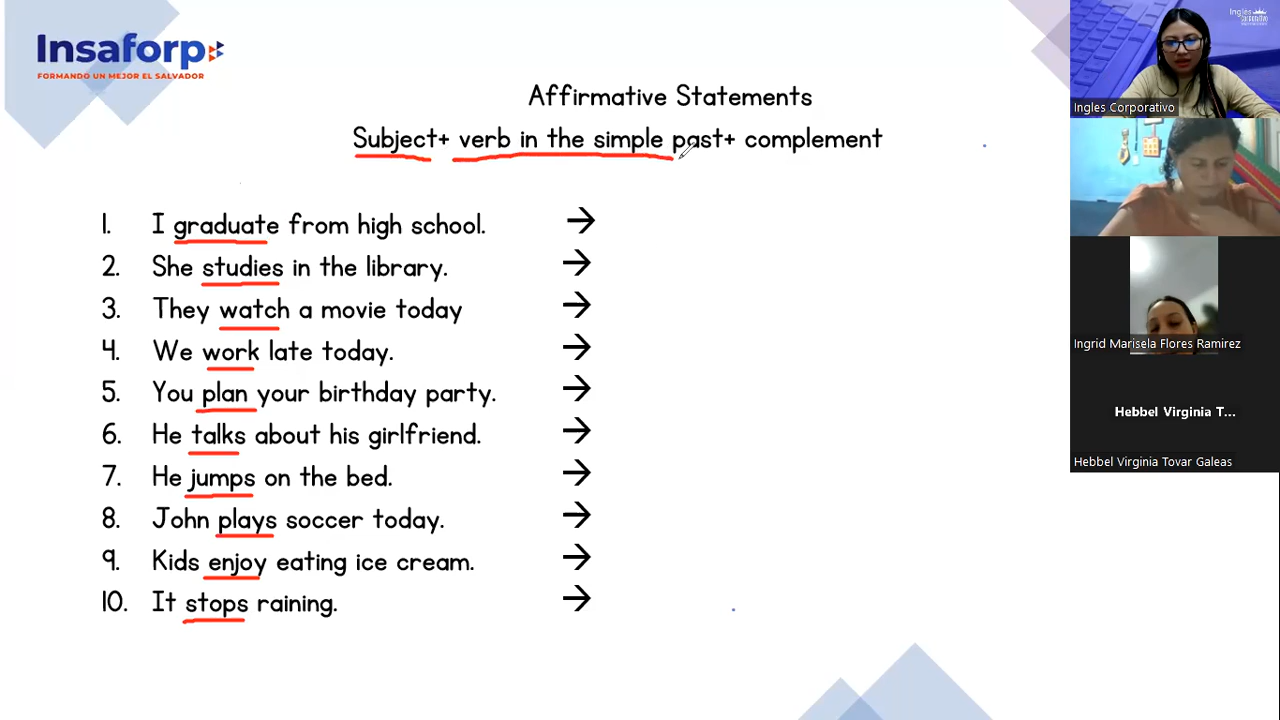 Insaforp
FORMANDO UN MEJOR EL SALVADOR
Affirmative Statements
Subject+ verb in the simple past+ complement
1. I graduate from high school. →
2. She studies in the library. →
3. They watch a movie today →
4. We work late today. →
5. You plan your birthday party. →
6. He talks about his girlfriend. →
7. He jumps on the bed. →
8. John plays soccer today. →
9. Kids enjoy eating ice cream. →
10. It stops raining. →
Ingles Corporativo
Ingrid Marisela Flores Ramirez
Hebbel Virginia T...
Hebbel Virginia Tovar Galeas